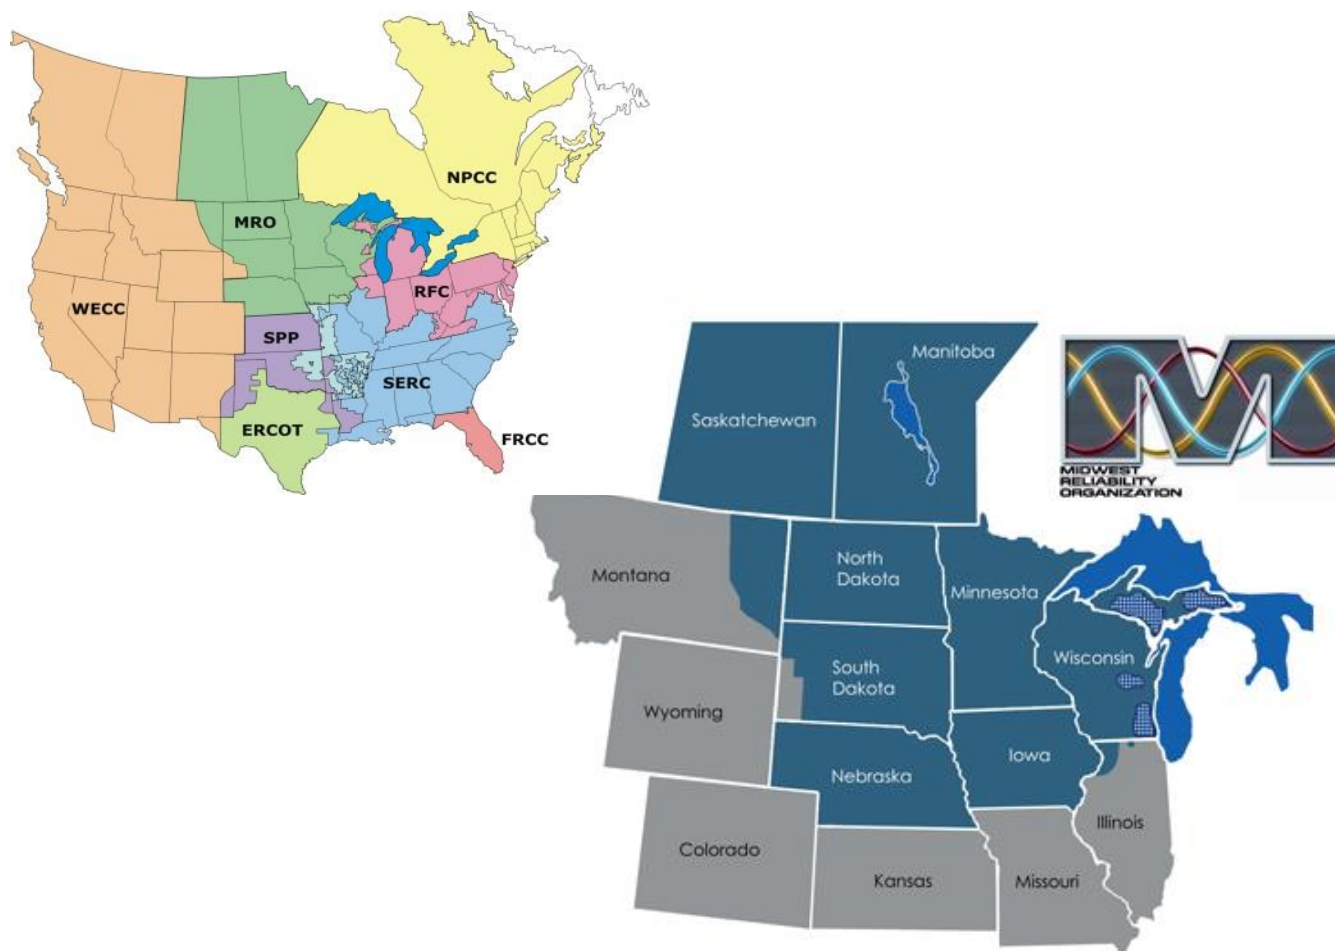 NPCC
MRO
RFC
WECC
SPP
SERC
ERCOT
FRCC
Manitoba
Saskatchewan
MIDWEST
RELIABILITY
ORGANIZATION
North
Dakota
Montana
Minnesota
Wisconsin
South
Dakota
Wyoming
Iowa
Nebraska
Illinois
Colorado
Kansas
Missouri